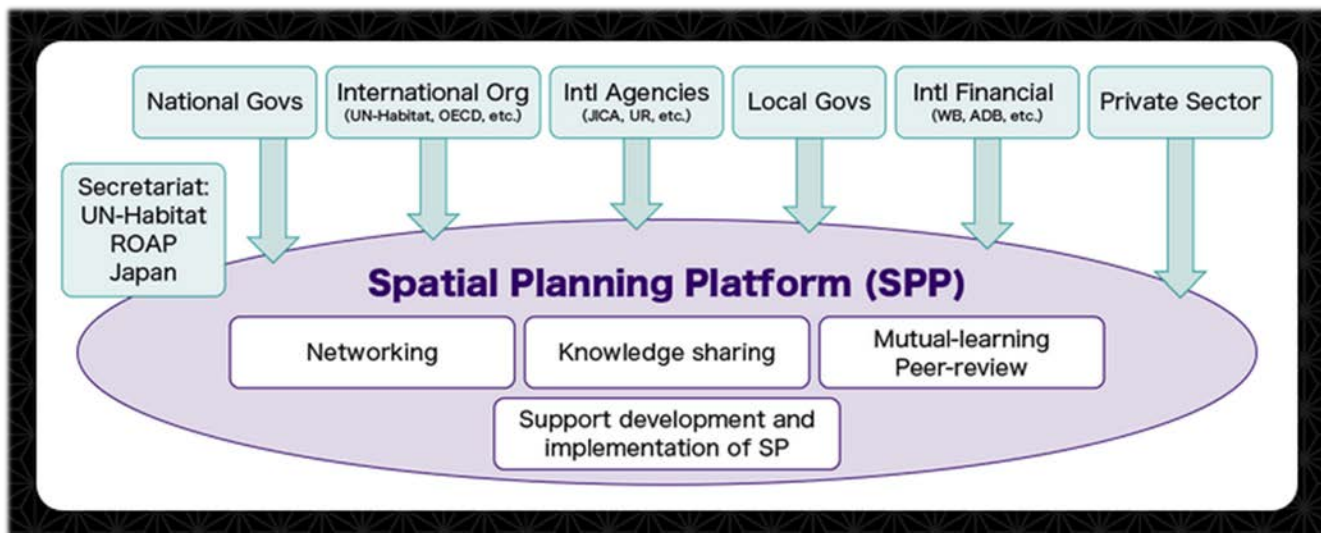 National Govs
International Org
(UN-Habitat, OECD, etc.)
Intl Agencies
(JICA, UR, etc.)
Local Govs
Intl Financial
(WB, ADB, etc.)
Private Sector
Secretariat:
UN-Habitat
ROAP
Japan
Spatial Planning Platform (SPP)
Networking
Knowledge sharing
Mutual-learning
Peer-review
Support development and
implementation of SP